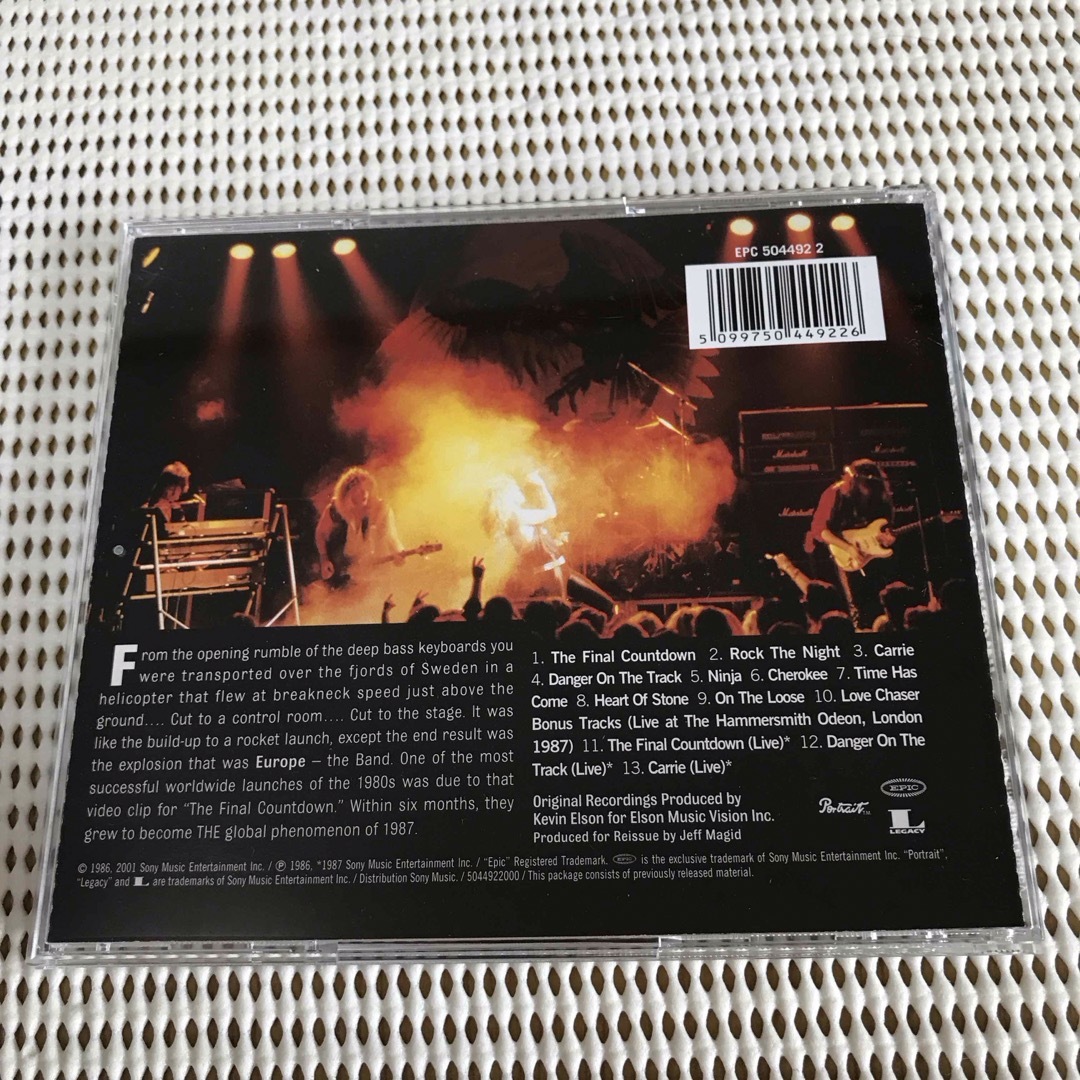 EPC 504492 2
5 099750 449226
Marshall
Marshall
Marshall
Marshall
From the opening rumble of the deep bass keyboards you
were transported over the fjords of Sweden in a
helicopter that flew at breakneck speed just above the
ground.... Cut to a control room.... Cut to the stage. It was
like the build-up to a rocket launch, except the end result was
the explosion that was Europe – the Band. One of the most
successful worldwide launches of the 1980s was due to that
video clip for “The Final Countdown.” Within six months, they
grew to become THE global phenomenon of 1987.
1. The Final Countdown 2. Rock The Night 3. Carrie
4. Danger On The Track 5. Ninja 6. Cherokee 7. Time Has
Come 8. Heart Of Stone 9. On The Loose 10. Love Chaser
Bonus Tracks (Live at The Hammersmith Odeon, London
1987) 11. The Final Countdown (Live)* 12. Danger On The
Track (Live)* 13. Carrie (Live)*
Original Recordings Produced by
Kevin Elson for Elson Music Vision Inc.
Produced for Reissue by Jeff Magid
Portrait™
EPIC
L
LEGACY
© 1986, 2001 Sony Music Entertainment Inc. / ℗ 1986, *1987 Sony Music Entertainment Inc. / “Epic” Registered Trademark. EPIC is the exclusive trademark of Sony Music Entertainment Inc. “Portrait”,
“Legacy” and L are trademarks of Sony Music Entertainment Inc. / Distribution Sony Music. / 5044922000 / This package consists of previously released material.